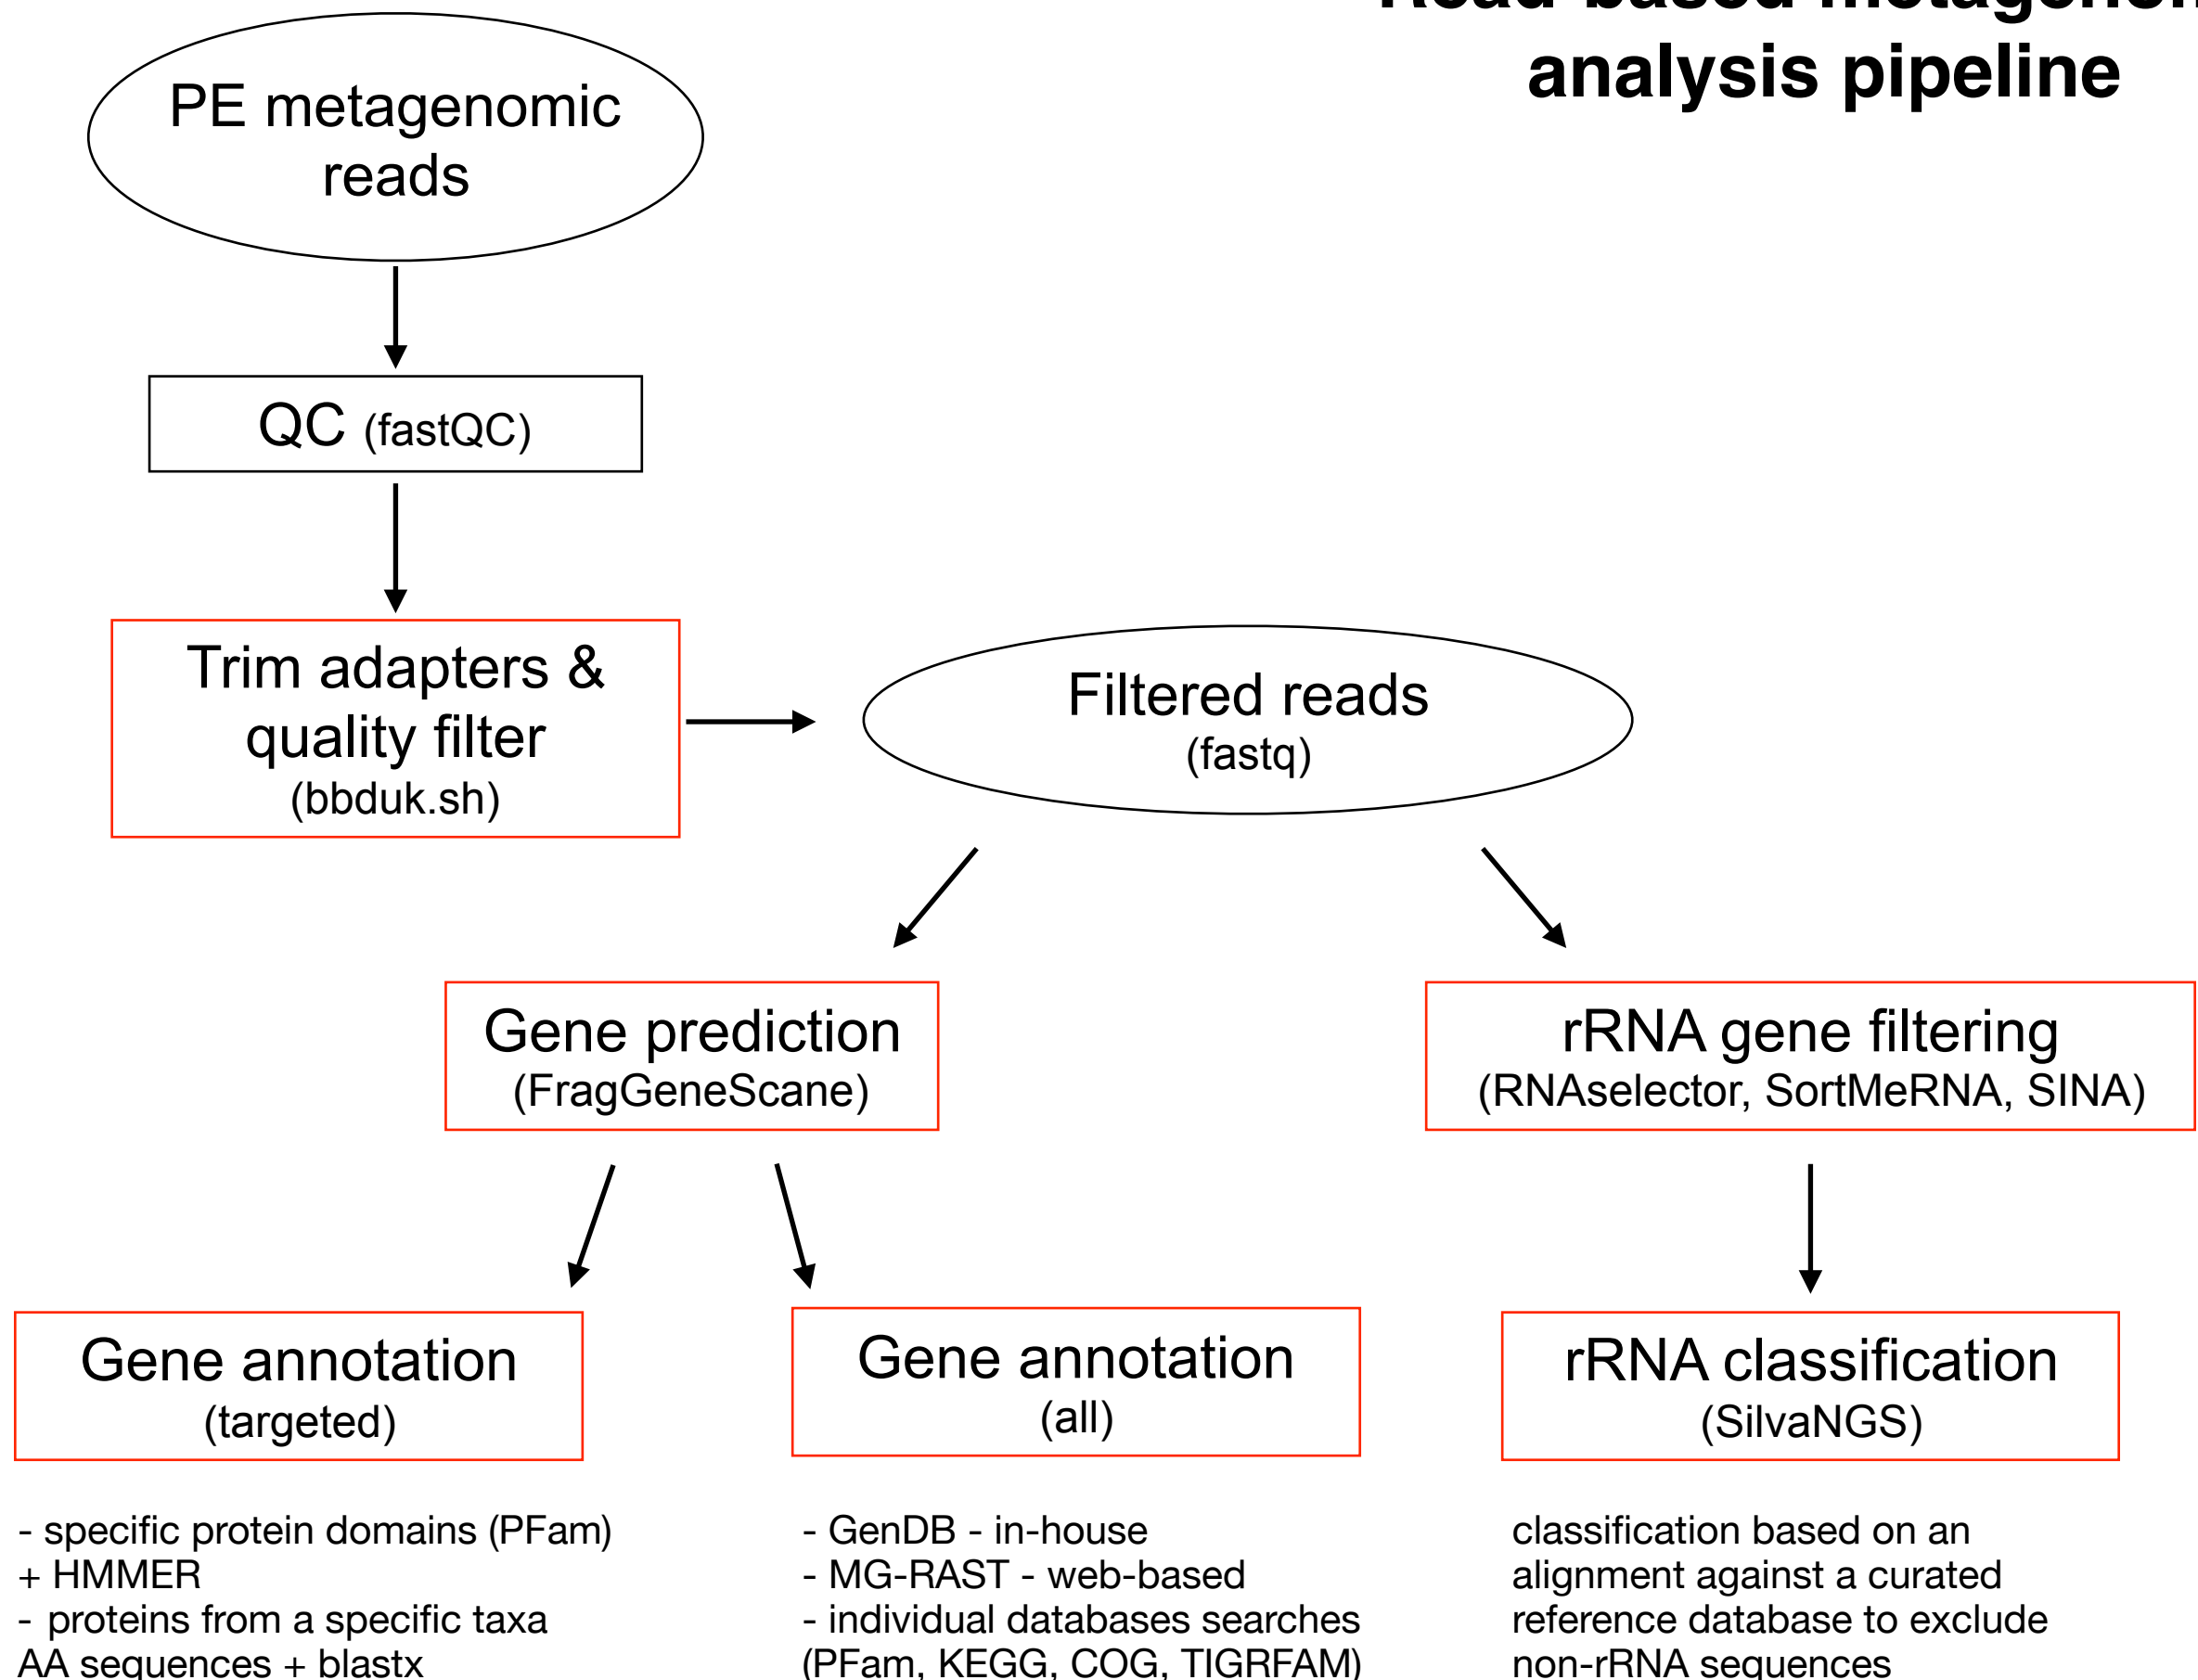 Read-based metagenom
analysis pipeline
PE metagenomic
reads
QC (fastQC)
Trim adapters &
quality filter
(bbduk.sh)
Filtered reads
(fastq)
Gene prediction
(FragGeneScane)
rRNA gene filtering
(RNAselector, SortMeRNA, SINA)
Gene annotation
(targeted)
Gene annotation
(all)
rRNA classification
(SilvaNGS)
- specific protein domains (PFam)
+ HMMER
- proteins from a specific taxa
AA sequences + blastx
- GenDB - in-house
- MG-RAST - web-based
- individual databases searches
(PFam, KEGG, COG, TIGRFAM)
classification based on an
alignment against a curated
reference database to exclude
non-rRNA sequences